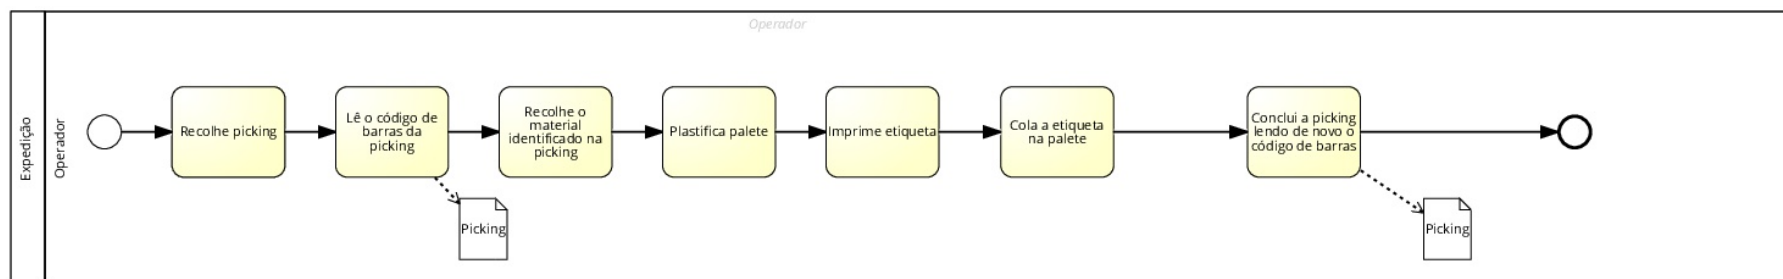 Operador
Expedição
Operador
Recolhe picking
Lê o código de
barras da
picking
Recolhe o
material
identificado na
picking
Plastifica palete
Imprime etiqueta
Cola a etiqueta
na palete
Conclui a picking
lendo de novo o
código de barras
Picking
Picking